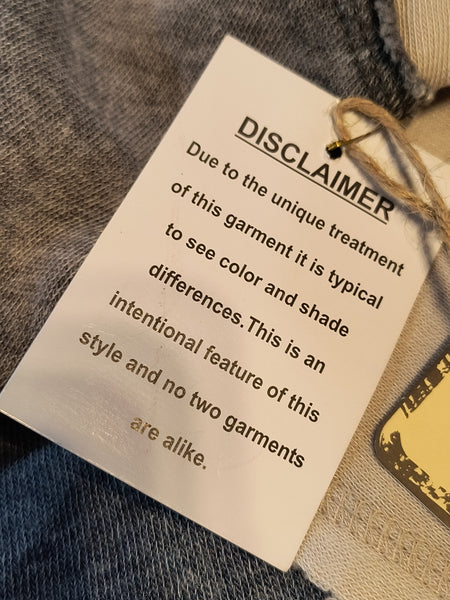 DISCLAIMER
Due to the unique treatment
of this garment it is typical
to see color and shade
differences.This is an
intentional feature of this
style and no two garments
are alike.